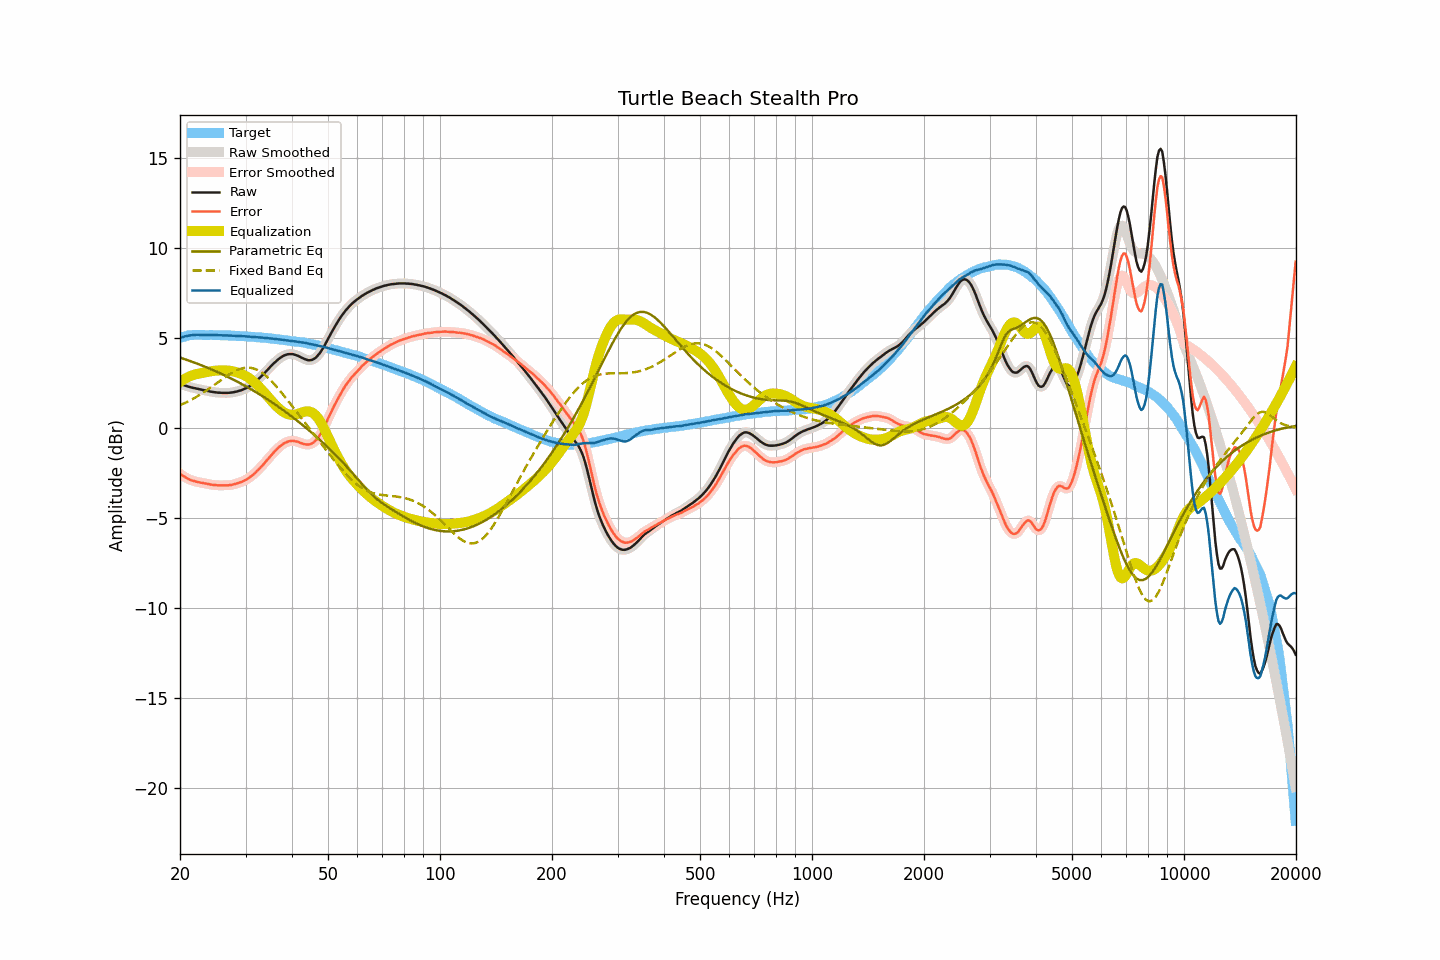 Turtle Beach Stealth Pro
Target
Raw Smoothed
Error Smoothed
Raw
Error
Equalization
Parametric Eq
Fixed Band Eq
Equalized
15
10
5
0
−5
−10
−15
−20
Amplitude (dBr)
20 50 100 200 500 1000 2000 5000 10000 20000
Frequency (Hz)